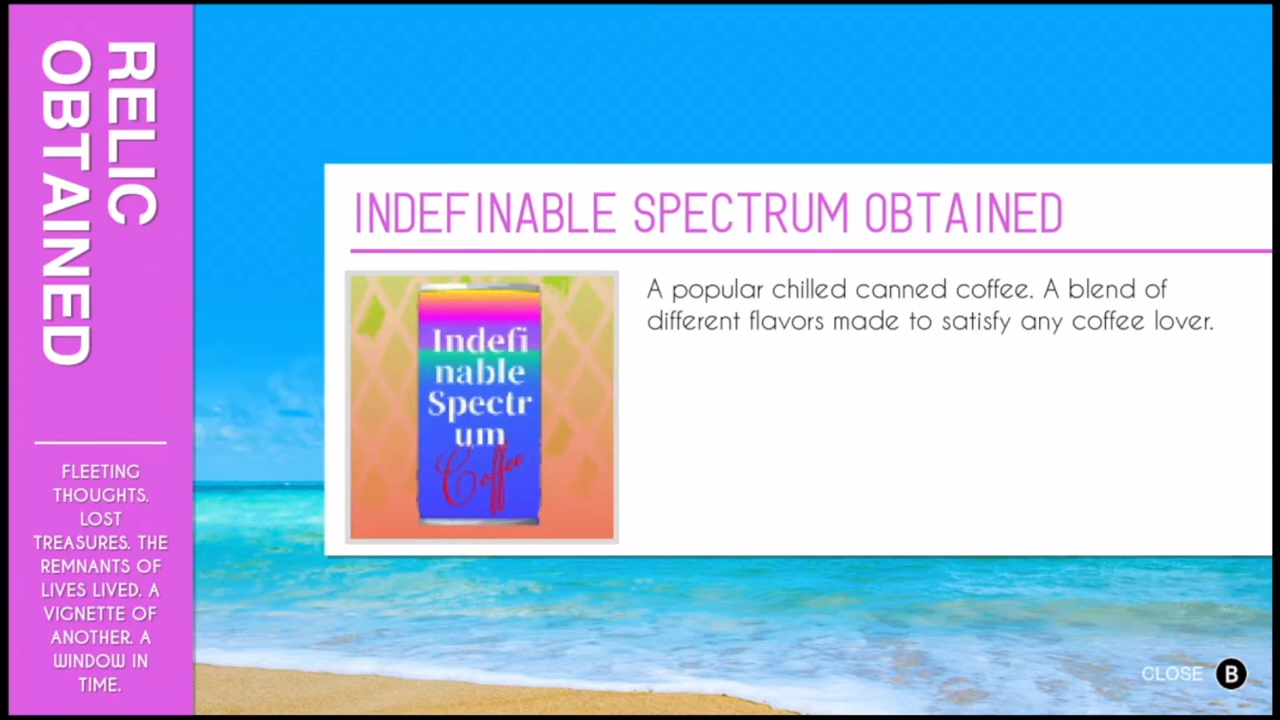 RELIC
OBTAINED
FLEETING
THOUGHTS.
LOST
TREASURES. THE
REMNANTS OF
LIVES LIVED. A
VIGNETTE OF
ANOTHER. A
WINDOW IN
TIME.
INDEFINABLE SPECTRUM OBTAINED
Indefi
nable
Spectr
um
Coffee
A popular chilled canned coffee. A blend of
different flavors made to satisfy any coffee lover.
CLOSE B